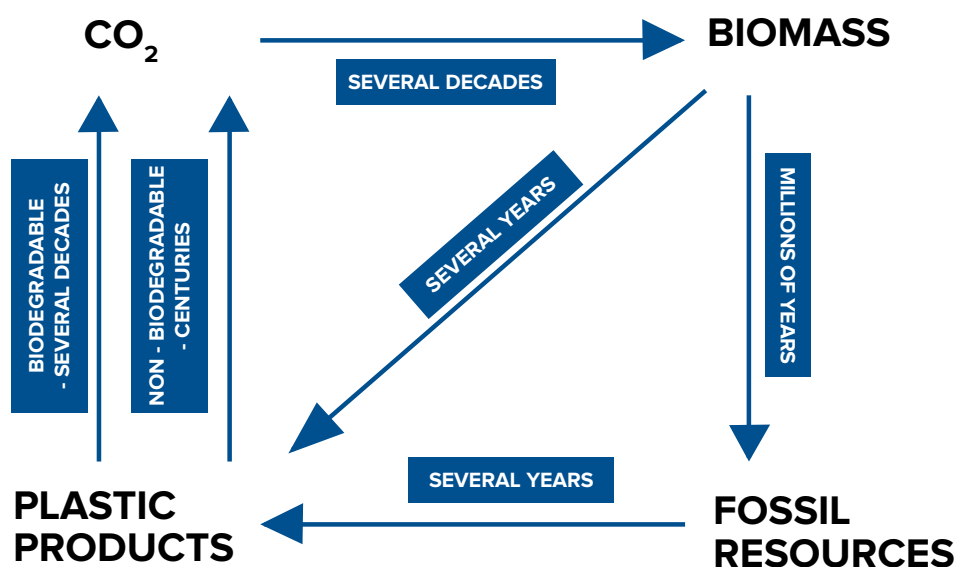 CO₂
BIOMASS
SEVERAL DECADES
BIODEGRADABLE
- SEVERAL DECADES
NON - BIODEGRADABLE
- CENTURIES
SEVERAL YEARS
MILLIONS OF YEARS
SEVERAL YEARS
PLASTIC
PRODUCTS
FOSSIL
RESOURCES